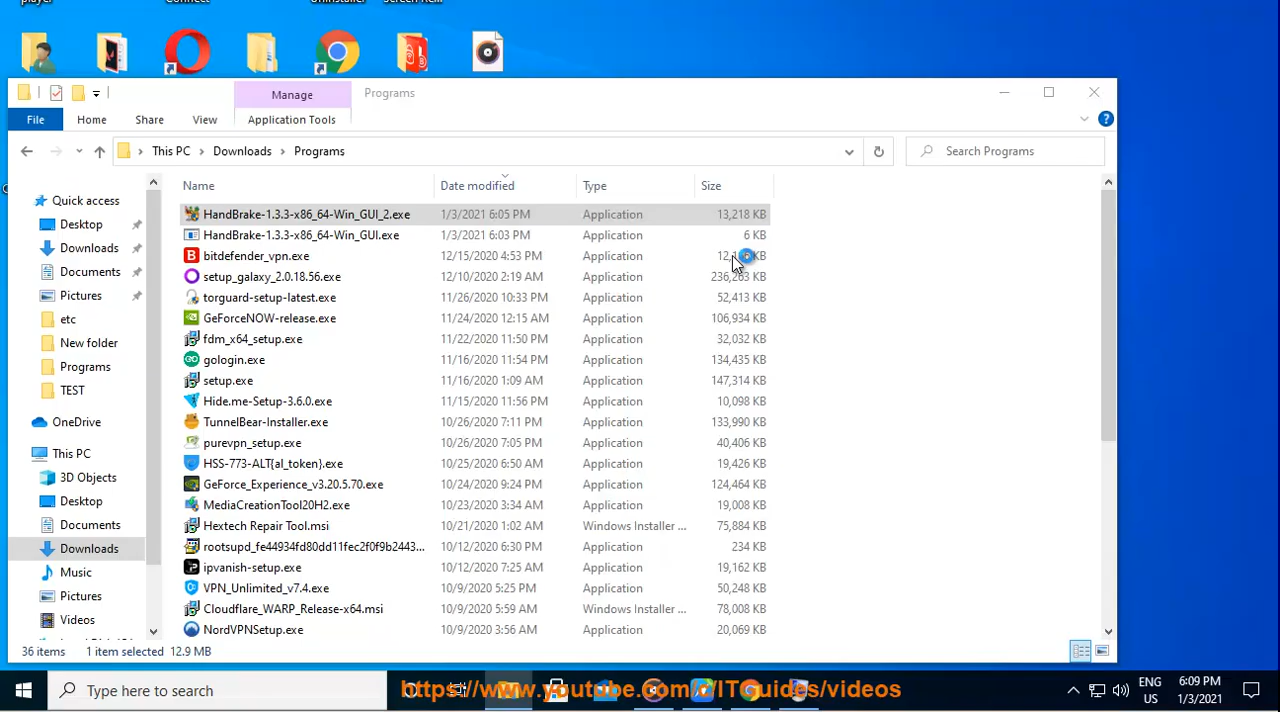 player Connect Uninstaller Screen Re...
Manage Programs
File Home Share View Application Tools
This PC Downloads Programs Search Programs
Name Date modified Type Size
Quick access
Desktop
Downloads
Documents
Pictures
etc
New folder
Programs
TEST
OneDrive
This PC
3D Objects
Desktop
Documents
Downloads
Music
Pictures
Videos
HandBrake-1.3.3-x86_64-Win_GUI_2.exe 1/3/2021 6:05 PM Application 13,218 KB
HandBrake-1.3.3-x86_64-Win_GUI.exe 1/3/2021 6:03 PM Application 6 KB
bitdefender_vpn.exe 12/15/2020 4:53 PM Application KB
setup_galaxy_2.0.18.56.exe 12/10/2020 2:19 AM Application 236,263 KB
torguard-setup-latest.exe 11/26/2020 10:33 PM Application 52,413 KB
GeForceNOW-release.exe 11/24/2020 12:15 AM Application 106,934 KB
fdm_x64_setup.exe 11/22/2020 11:50 PM Application 32,032 KB
gologin.exe 11/16/2020 11:54 PM Application 134,435 KB
setup.exe 11/16/2020 1:09 AM Application 147,314 KB
Hide.me-Setup-3.6.0.exe 11/15/2020 11:56 PM Application 10,098 KB
TunnelBear-Installer.exe 10/26/2020 7:11 PM Application 133,990 KB
purevpn_setup.exe 10/26/2020 7:05 PM Application 40,406 KB
HSS-773-ALT{al_token}.exe 10/25/2020 6:50 AM Application 19,426 KB
GeForce_Experience_v3.20.5.70.exe 10/24/2020 9:24 PM Application 124,464 KB
MediaCreationTool20H2.exe 10/23/2020 3:34 AM Application 19,008 KB
Hextech Repair Tool.msi 10/21/2020 1:02 AM Windows Installer ... 75,884 KB
rootsupd_fe44934fd80dd11fec2f0f9b2443... 10/12/2020 6:30 PM Application 234 KB
ipvanish-setup.exe 10/12/2020 7:25 AM Application 19,162 KB
VPN_Unlimited_v7.4.exe 10/9/2020 5:25 PM Application 50,248 KB
Cloudflare_WARP_Release-x64.msi 10/9/2020 5:59 AM Windows Installer ... 78,008 KB
NordVPNSetup.exe 10/9/2020 3:56 AM Application 20,069 KB
36 items 1 item selected 12.9 MB
Type here to search
https://www.youtube.com/c/ITGuides/videos
ENG
US
6:09 PM
1/3/2021